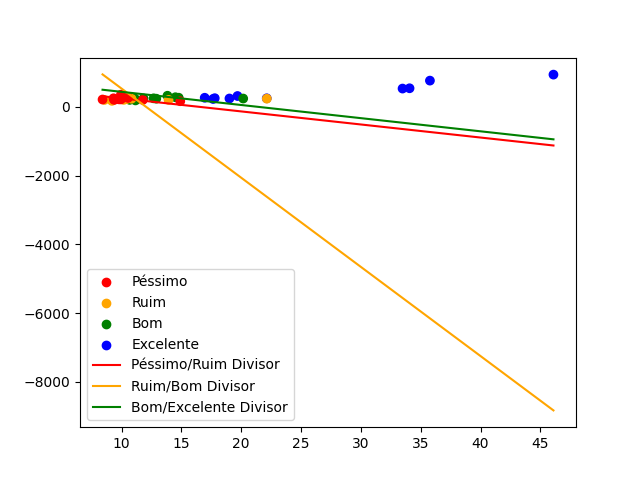 0
−2000
−4000
−6000
−8000
10
15
20
25
30
35
40
45
Péssimo
Ruim
Bom
Excelente
Péssimo/Ruim Divisor
Ruim/Bom Divisor
Bom/Excelente Divisor